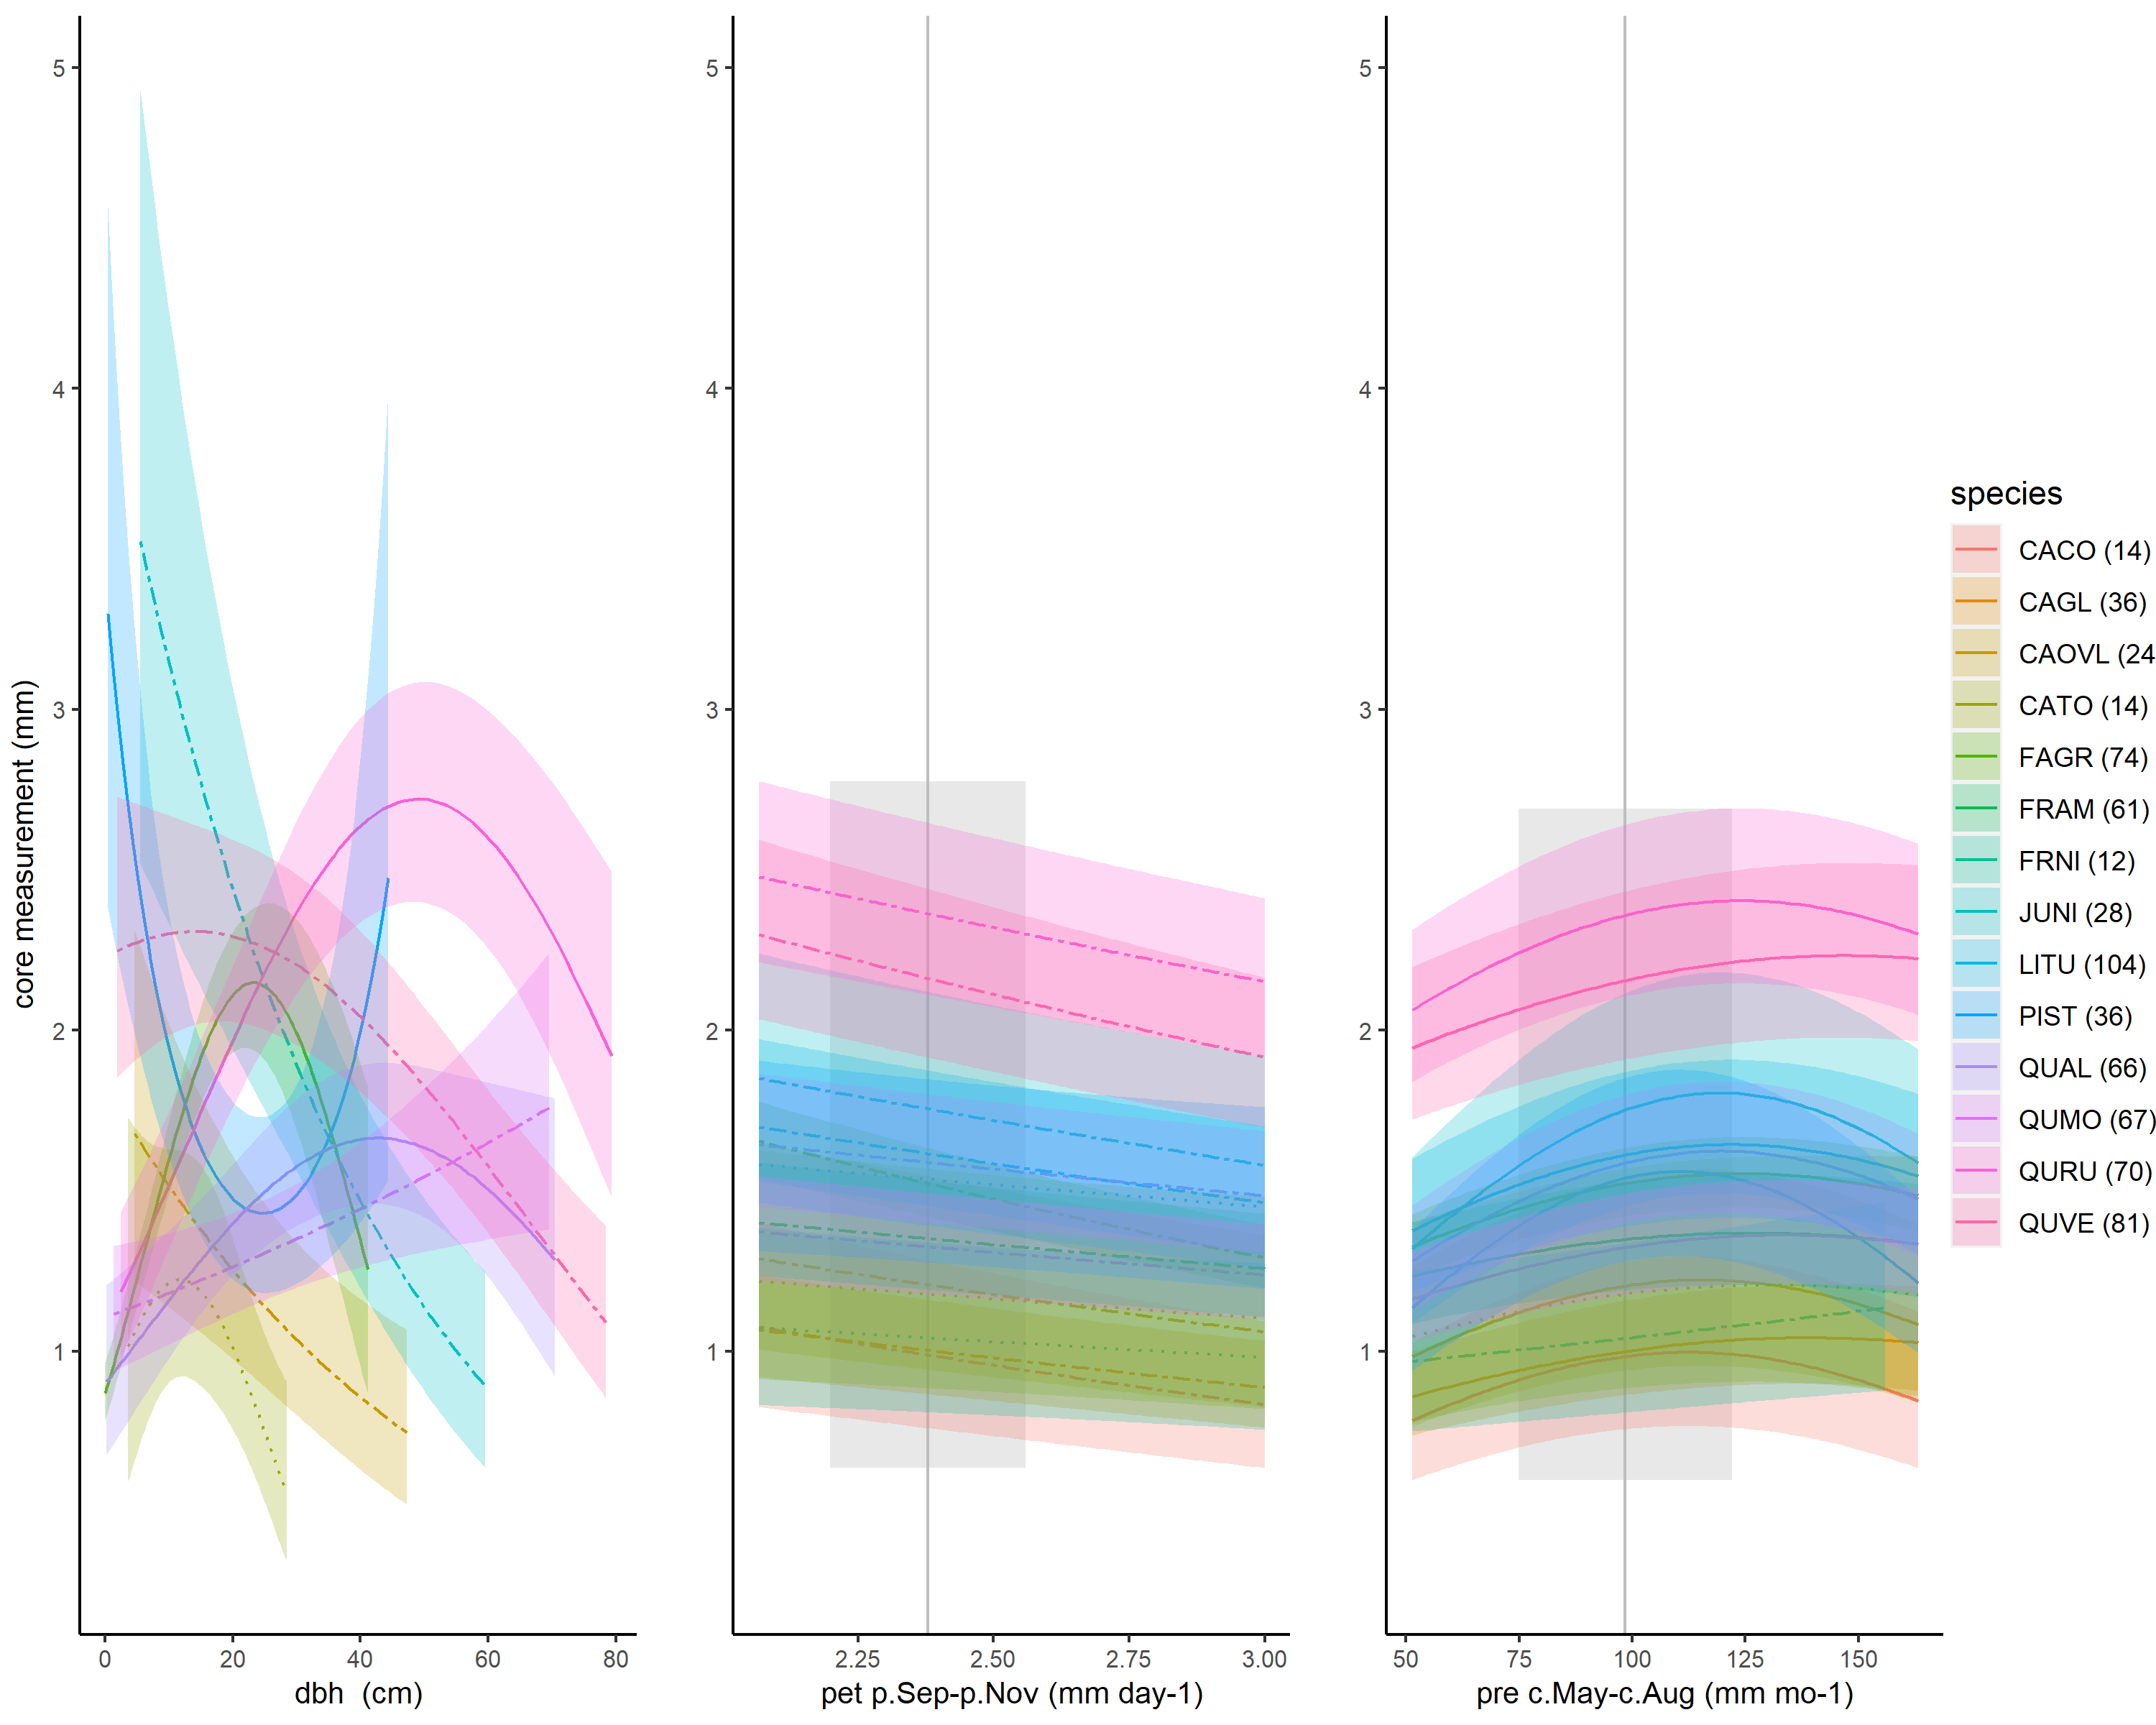 core measurement (mm)
5
4
3
2
1
0 20 40 60 80
dbh  (cm)
5
4
3
2
1
2.25 2.50 2.75 3.00
pet p.Sep-p.Nov (mm day-1)
5
4
3
2
1
50 75 100 125 150
pre c.May-c.Aug (mm mo-1)
species
CACO (14)
CAGL (36)
CAOVL (24
CATO (14)
FAGR (74)
FRAM (61)
FRNI (12)
JUNI (28)
LITU (104)
PIST (36)
QUAL (66)
QUMO (67)
QURU (70)
QUVE (81)